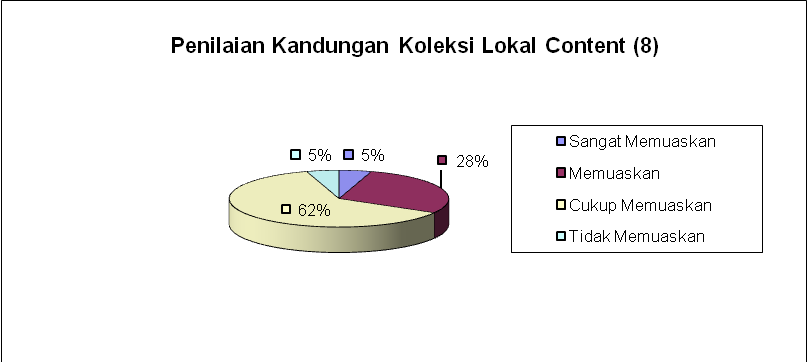 Penilaian Kandungan Koleksi Lokal Content (8)
5%
5%
28%
62%
Sangat Memuaskan
Memuaskan
Cukup Memuaskan
Tidak Memuaskan